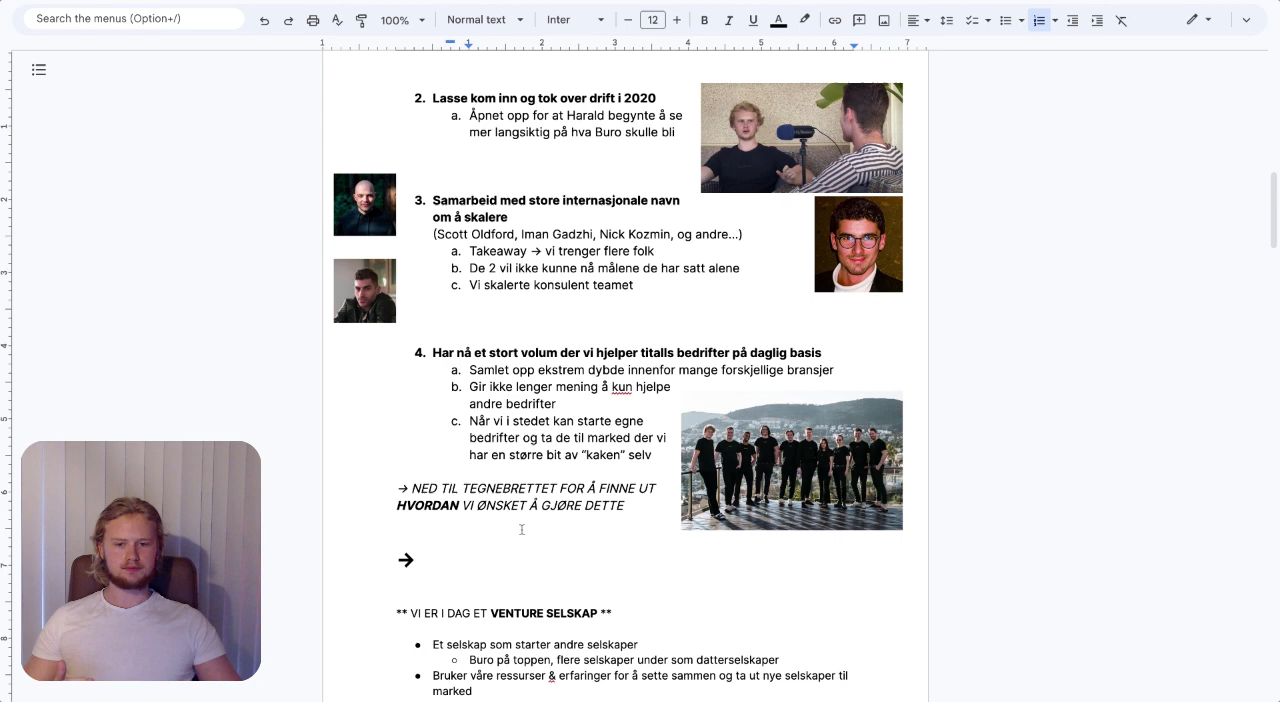 Search the menus (Option+/)
100%
Normal text
Inter
12
B I U A
1 1 2 3 4 5 6 7
2. Lasse kom inn og tok over drift i 2020
a. Åpnet opp for at Harald begynte å se
mer langsiktig på hva Buro skulle bli
3. Samarbeid med store internasjonale navn
om å skalere
(Scott Oldford, Iman Gadzhi, Nick Kozmin, og andre...)
a. Takeaway → vi trenger flere folk
b. De 2 vil ikke kunne nå målene de har satt alene
c. Vi skalerte konsulent teamet
4. Har nå et stort volum der vi hjelper titalls bedrifter på daglig basis
a. Samlet opp ekstrem dybde innenfor mange forskjellige bransjer
b. Gir ikke lenger mening å kun hjelpe
andre bedrifter
c. Når vi i stedet kan starte egne
bedrifter og ta de til marked der vi
har en større bit av “kaken” selv
→ NED TIL TEGNEBRETTET FOR Å FINNE UT
HVORDAN VI ØNSKET Å GJØRE DETTE
→
** VI ER I DAG ET VENTURE SELSKAP **
● Et selskap som starter andre selskaper
○ Buro på toppen, flere selskaper under som datterselskaper
● Bruker våre ressurser & erfaringer for å sette sammen og ta ut nye selskaper til
marked